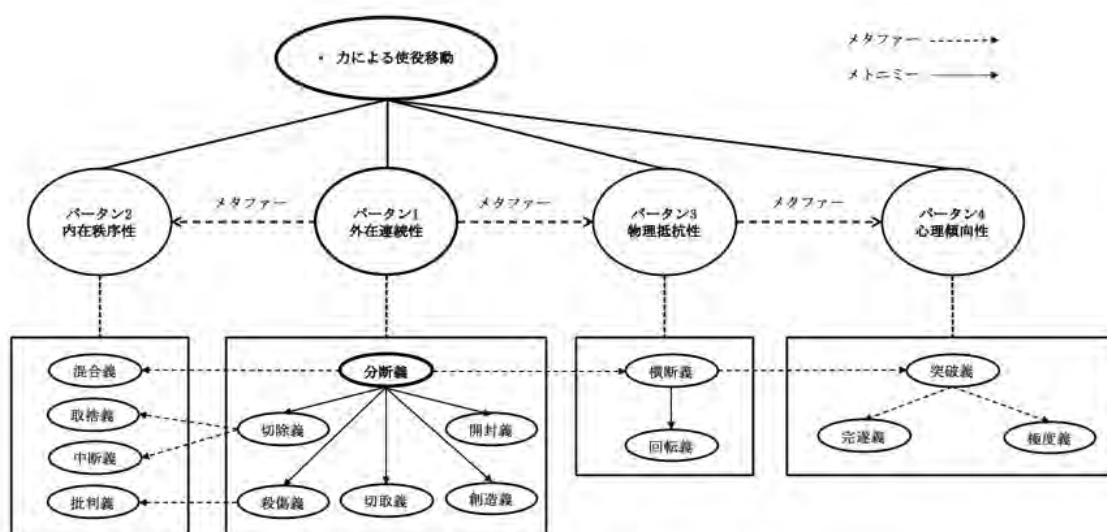 ・ 力による使役移動
メタファー
メトニミー
パータン2
内在秩序性
メタファー
パータン1
外在連続性
メタファー
パータン3
物理抵抗性
メタファー
パータン4
心理傾向性
混合義
取捨義
中断義
批判義
分断義
切除義
開封義
殺傷義
切取義
創造義
横断義
回転義
突破義
完遂義
極度義